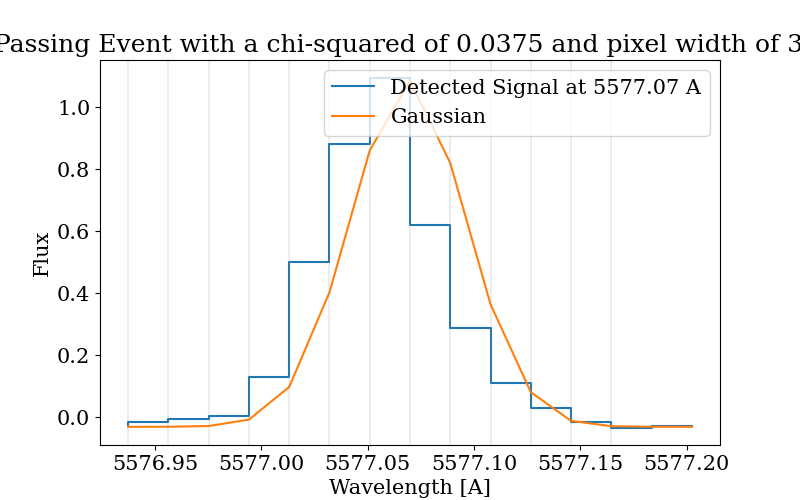 Passing Event with a chi-squared of 0.0375 and pixel width of 3
Detected Signal at 5577.07 A
Gaussian
1.0
0.8
0.6
0.4
0.2
0.0
Flux
5576.95 5577.00 5577.05 5577.10 5577.15 5577.20
Wavelength [A]